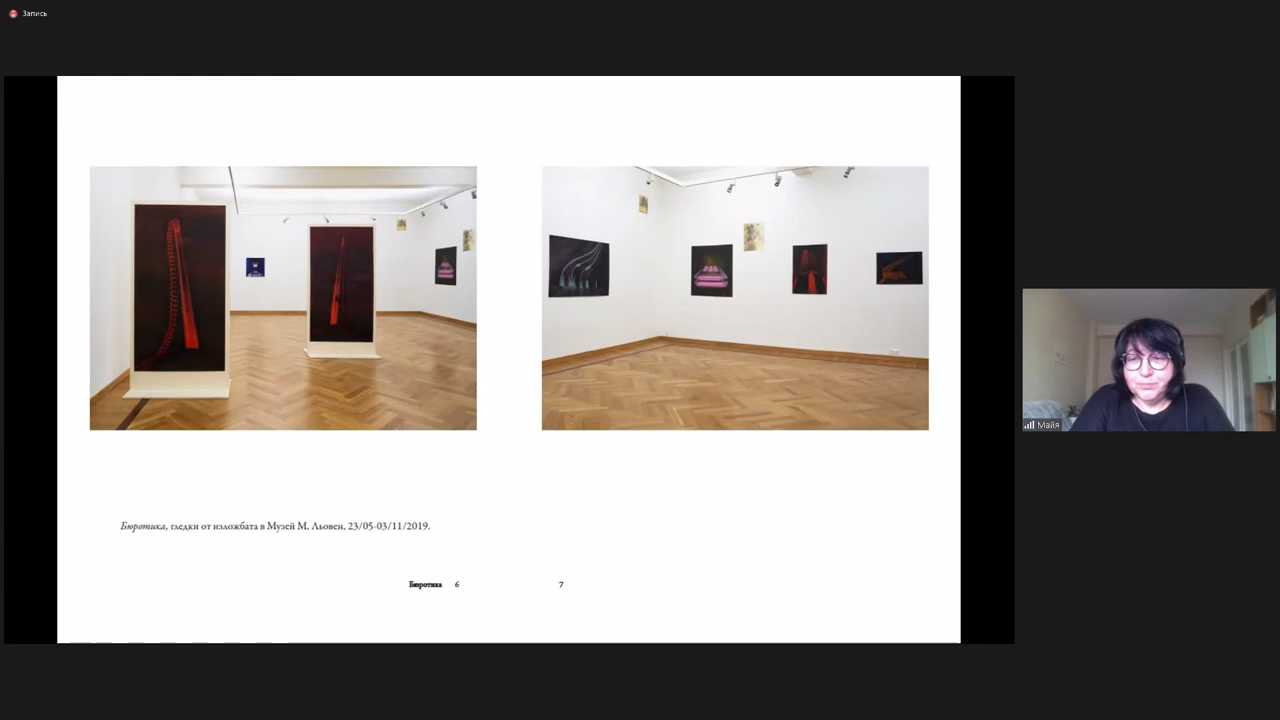 Запись
Бюротика, гледки от изложбата в Музей М, Льовен, 23/05-03/11/2019.
Бюротика 6 7
Майя